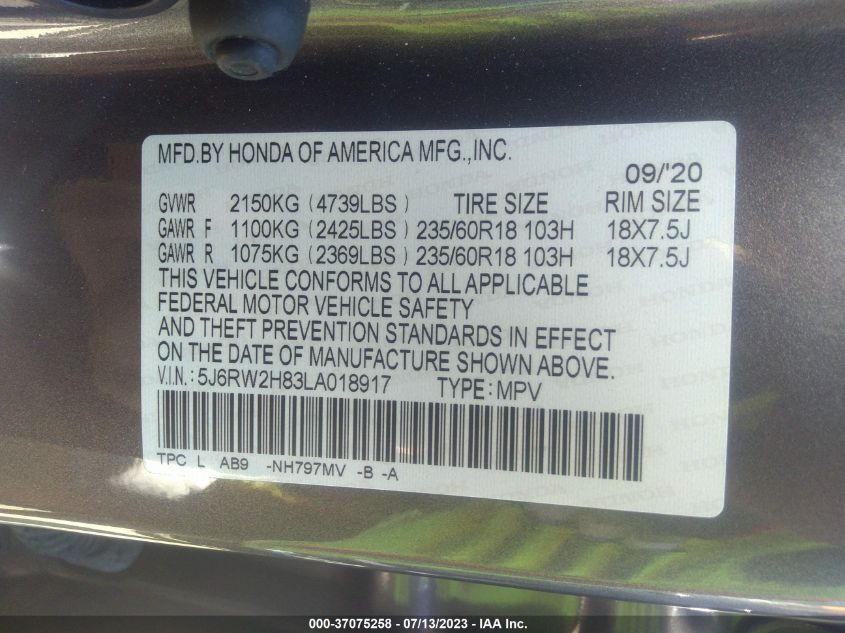 MFD.BY HONDA OF AMERICA MFG.,INC.
09/'20
GVWR 2150KG (4739LBS) TIRE SIZE RIM SIZE
GAWR F 1100KG (2425LBS) 235/60R18 103H 18X7.5J
GAWR R 1075KG (2369LBS) 235/60R18 103H 18X7.5J
THIS VEHICLE CONFORMS TO ALL APPLICABLE
FEDERAL MOTOR VEHICLE SAFETY
AND THEFT PREVENTION STANDARDS IN EFFECT
ON THE DATE OF MANUFACTURE SHOWN ABOVE.
V.I.N.: 5J6RW2H83LA018917 TYPE: MPV
TPC L AB9 -NH797MV -B -A
000-37075258 - 07/13/2023 - IAA Inc.